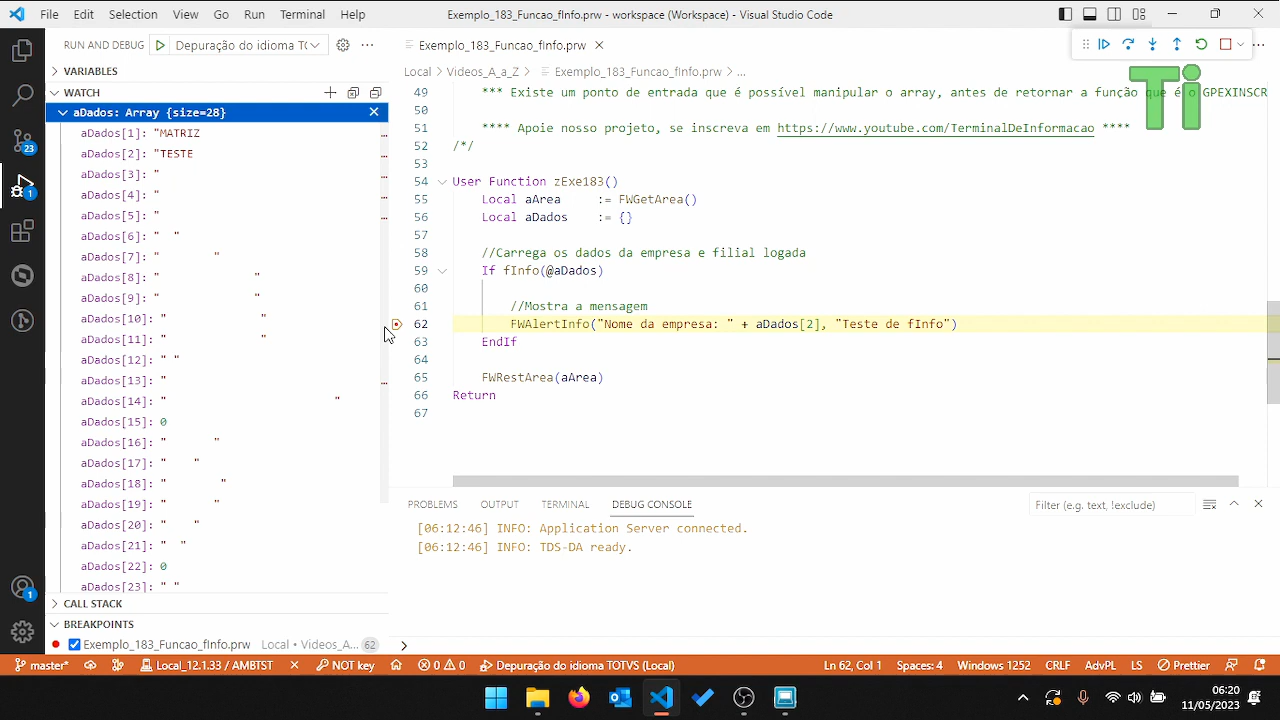 File Edit Selection View Go Run Terminal Help
Exemplo_183_Funcao_fInfo.prw - workspace (Workspace) - Visual Studio Code
RUN AND DEBUG
Exemplo_183_Funcao_fInfo.prw
Local > Videos_A_a_Z > Exemplo_183_Funcao_fInfo.prw > ...
VARIABLES
WATCH
aDados: Array {size=28}
aDados[1]: "MATRIZ ...
aDados[2]: "TESTE ...
aDados[3]: " ...
aDados[4]: " ...
aDados[5]: " ...
aDados[6]: " "
aDados[7]: " "
aDados[8]: " "
aDados[9]: " "
aDados[10]: " "
aDados[11]: " "
aDados[12]: " "
aDados[13]: " ...
aDados[14]: " "
aDados[15]: 0
aDados[16]: " "
aDados[17]: " "
aDados[18]: " "
aDados[19]: " "
aDados[20]: " "
aDados[21]: " "
aDados[22]: 0
aDados[23]: " "
CALL STACK
BREAKPOINTS
Exemplo_183_Funcao_fInfo.prw Local • Videos_A... 62
23
1
1
Depuração do idioma
Ti
49 *** Existe um ponto de entrada que é possível manipular o array, antes de retornar a função que é o GPEXINSCR
50
51 **** Apoie nosso projeto, se inscreva em https://www.youtube.com/TerminalDeInformacao ****
52 /*/
53
54 User Function zExe183()
55 Local aArea := FWGetArea()
56 Local aDados := {}
57
58 //Carrega os dados da empresa e filial logada
59 If fInfo(@aDados)
60
61 //Mostra a mensagem
62 FWAlertInfo("Nome da empresa: " + aDados[2], "Teste de fInfo")
63 EndIf
64
65 FWRestArea(aArea)
66 Return
67
PROBLEMS OUTPUT TERMINAL DEBUG CONSOLE
Filter (e.g. text, !exclude)
[06:12:46] INFO: Application Server connected.
[06:12:46] INFO: TDS-DA ready.
master* Local_12.1.33 / AMBTST NOT key 0 0 Depuração do idioma TOTVS (Local) Ln 62, Col 1 Spaces: 4 Windows 1252 CRLF AdvPL LS Prettier
06:20
11/05/2023